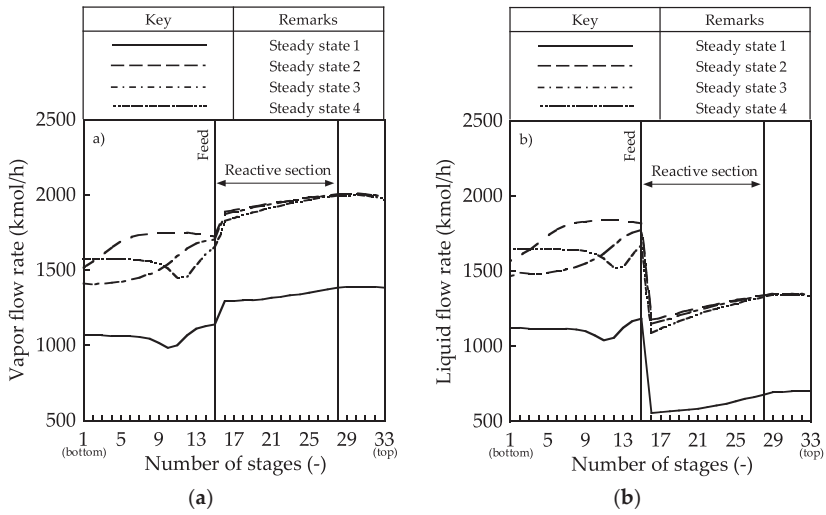 Key Remarks
Steady state 1
Steady state 2
Steady state 3
Steady state 4
a)
Feed
Reactive section
Vapor flow rate (kmol/h)
2500
2000
1500
1000
500
1 5 9 13 17 21 25 29 33
(bottom) (top)
Number of stages (-)
(a)
Key Remarks
Steady state 1
Steady state 2
Steady state 3
Steady state 4
b)
Feed
Reactive section
Liquid flow rate (kmol/h)
2500
2000
1500
1000
500
1 5 9 13 17 21 25 29 33
(bottom) (top)
Number of stages (-)
(b)